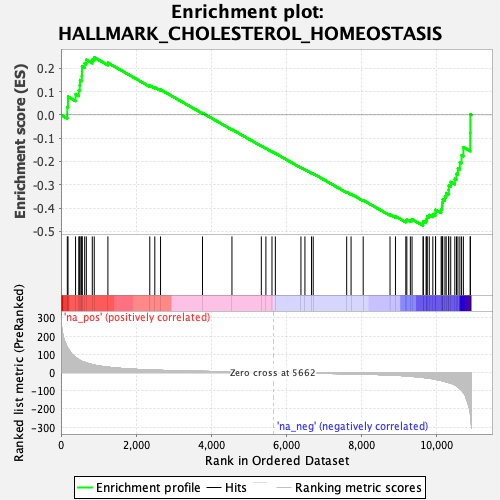 Enrichment plot:
HALLMARK_CHOLESTEROL_HOMEOSTASIS
Enrichment score (ES)
0.2
0.1
0.0
-0.1
-0.2
-0.3
-0.4
-0.5
Ranked list metric (PreRanked)
300
200
100
0
-100
-200
-300
'na_pos' (positively correlated)
Zero cross at 5662
'na_neg' (negatively correlated)
0
2,000
4,000
6,000
8,000
10,000
Rank in Ordered Dataset
Enrichment profile
Hits
Ranking metric scores